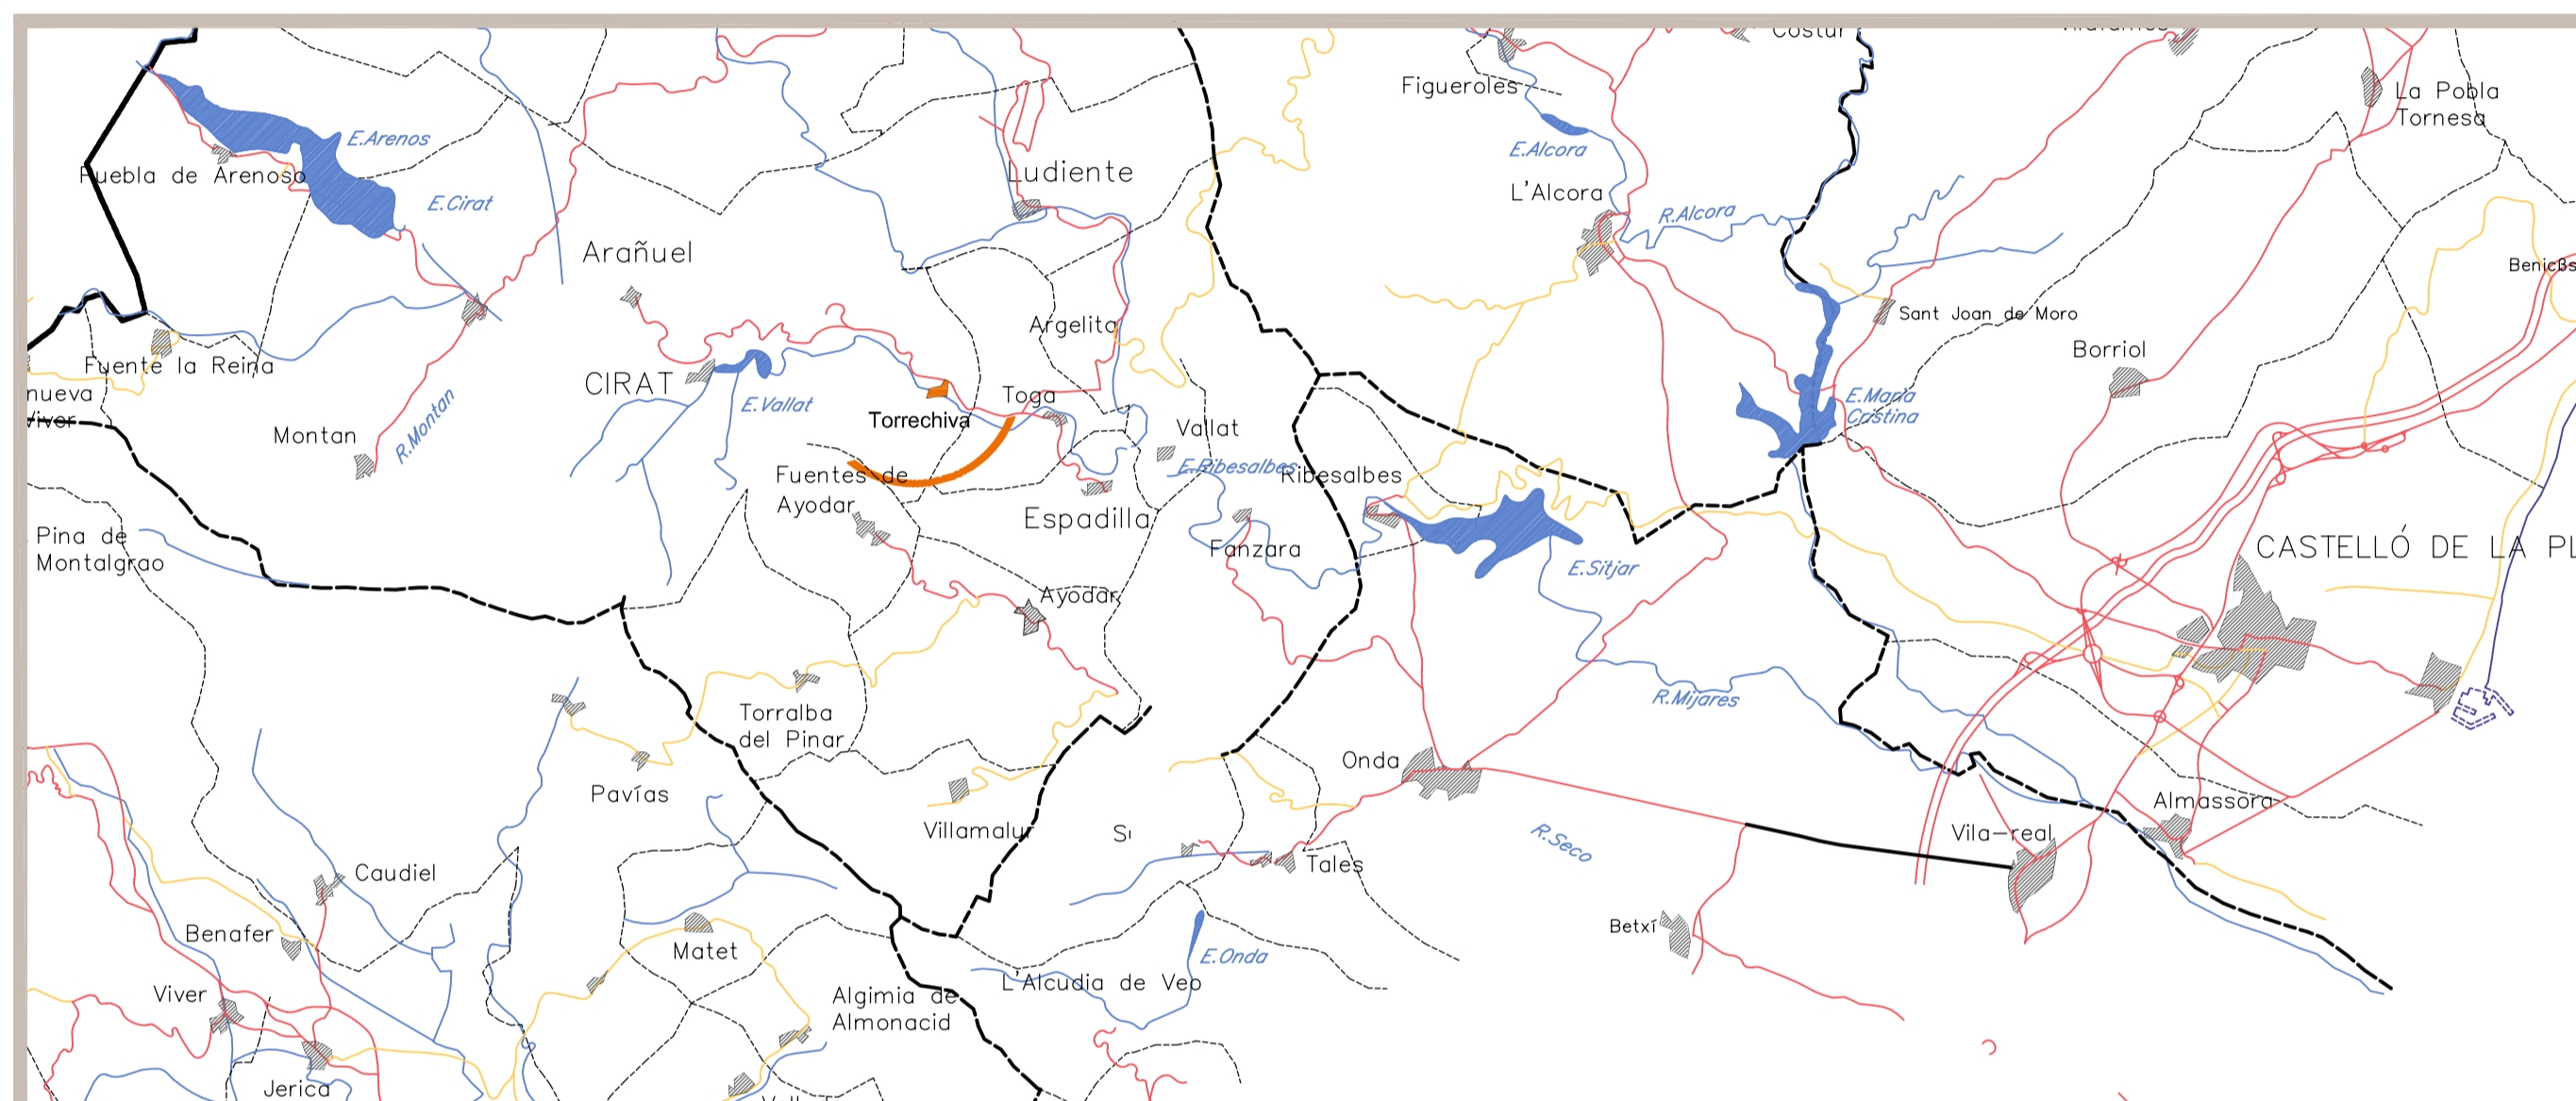 Costur
Figueroles
La Pobla
Tornesa
E.Arenos
E.Alcora
Puebla de Arenoso
Ludiente
L'Alcora
E.Cirat
R.Alcora
Arañuel
Benicßs
Sant Joan de Moro
Argelita
Borriol
Fuente la Reina
CIRAT
nueva
Viver
E.Vallat
Toga
E.Maria
Cristina
Torrechiva
R.Montan
Montan
Vallat
E.Ribesalbes
Ribesalbes
Fuentes de
Ayodar
Espadilla
Pina de
Montalgrao
Fanzara
CASTELLÓ DE LA PL
E.Sitjar
Ayodar
R.Mijares
Torralba
del Pinar
Onda
Pavías
Almassora
Villamalur
Vila-real
R.Seco
Tales
Caudiel
Betxí
Benafer
Matet
E.Onda
L'Alcudia de Veo
Viver
Algimia de
Almonacid
Jerica